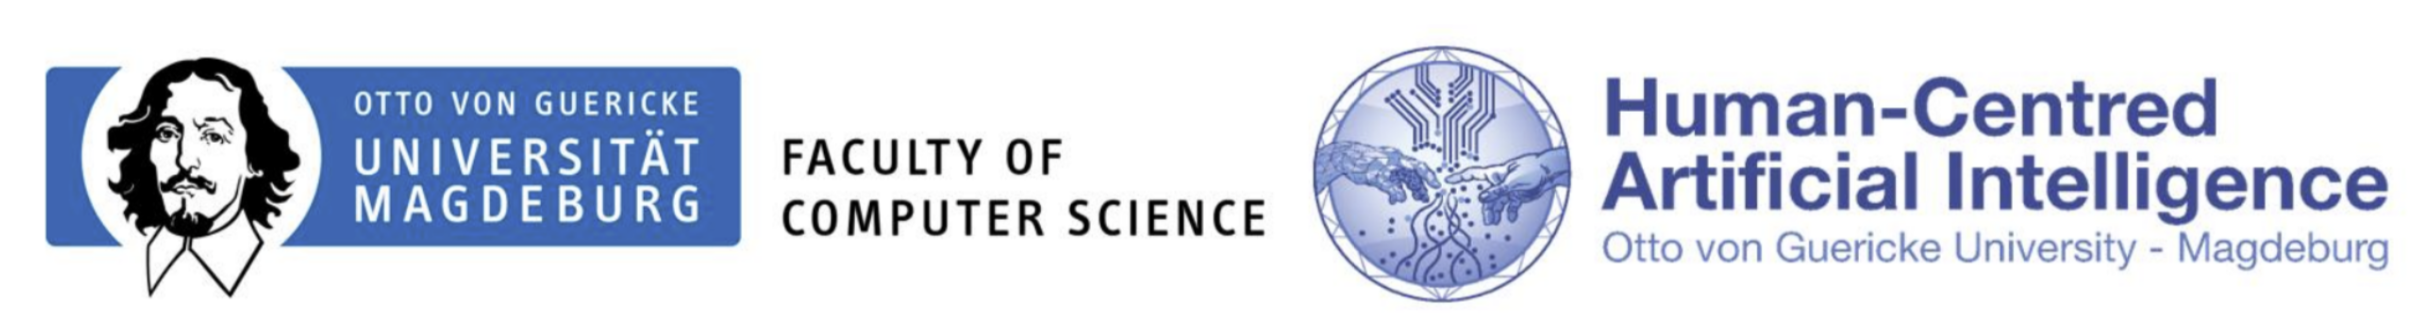 OTTO VON GUERICKE
UNIVERSITÄT
MAGDEBURG
FACULTY OF
COMPUTER SCIENCE
Human-Centred
Artificial Intelligence
Otto von Guericke University - Magdeburg